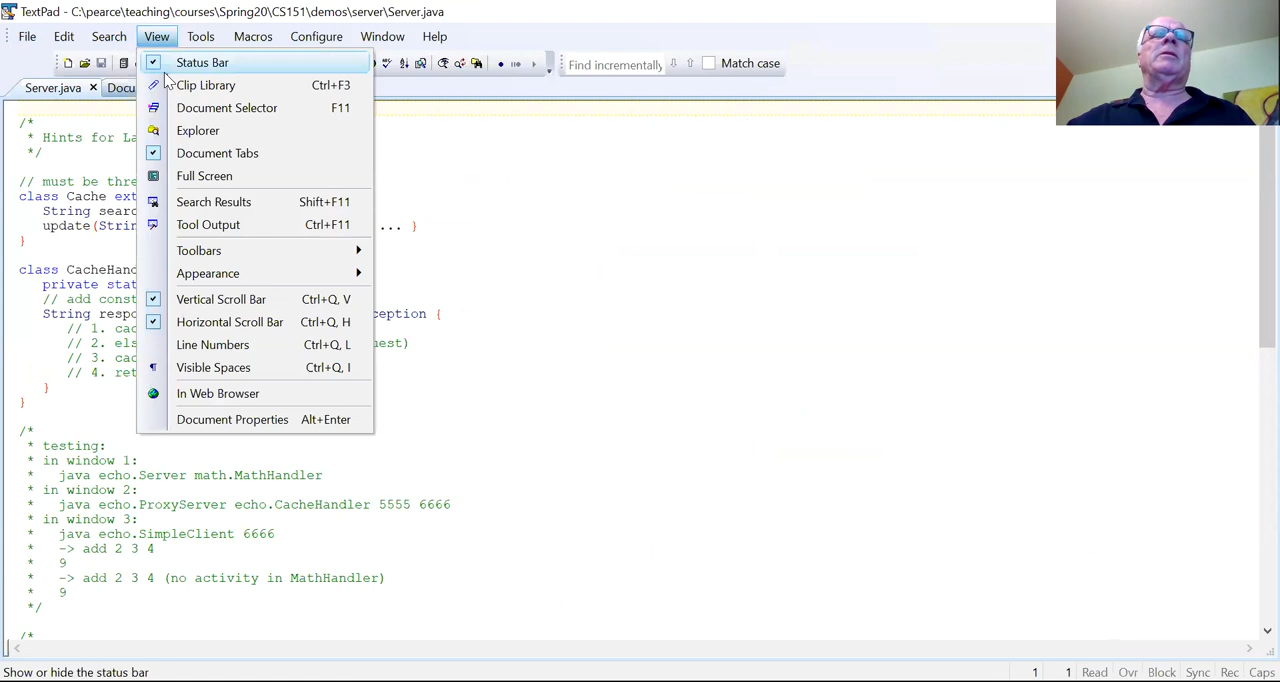 TextPad - C:\pearce\teaching\courses\Spring20\CS151\demos\server\Server.java
File Edit Search View Tools Macros Configure Window Help
Find incrementally Match case
Server.java Docu
Status Bar
Clip Library Ctrl+F3
Document Selector F11
Explorer
Document Tabs
Full Screen
Search Results Shift+F11
Tool Output Ctrl+F11
Toolbars
Appearance
Vertical Scroll Bar Ctrl+Q, V
Horizontal Scroll Bar Ctrl+Q, H
Line Numbers Ctrl+Q, L
Visible Spaces Ctrl+Q, I
In Web Browser
Document Properties Alt+Enter
/*
* Hints for La
*/
// must be thre
class Cache ext
String sear
update(Strin ... }
}
class CacheHand
private stat
// add const
String resp ception {
// 1. cac
// 2. els uest)
// 3. cac
// 4. ret
}
}
/*
* testing:
* in window 1:
* java echo.Server math.MathHandler
* in window 2:
* java echo.ProxyServer echo.CacheHandler 5555 6666
* in window 3:
* java echo.SimpleClient 6666
* -> add 2 3 4
* 9
* -> add 2 3 4 (no activity in MathHandler)
* 9
*/
/*
Show or hide the status bar 1 1 Read Ovr Block Sync Rec Caps